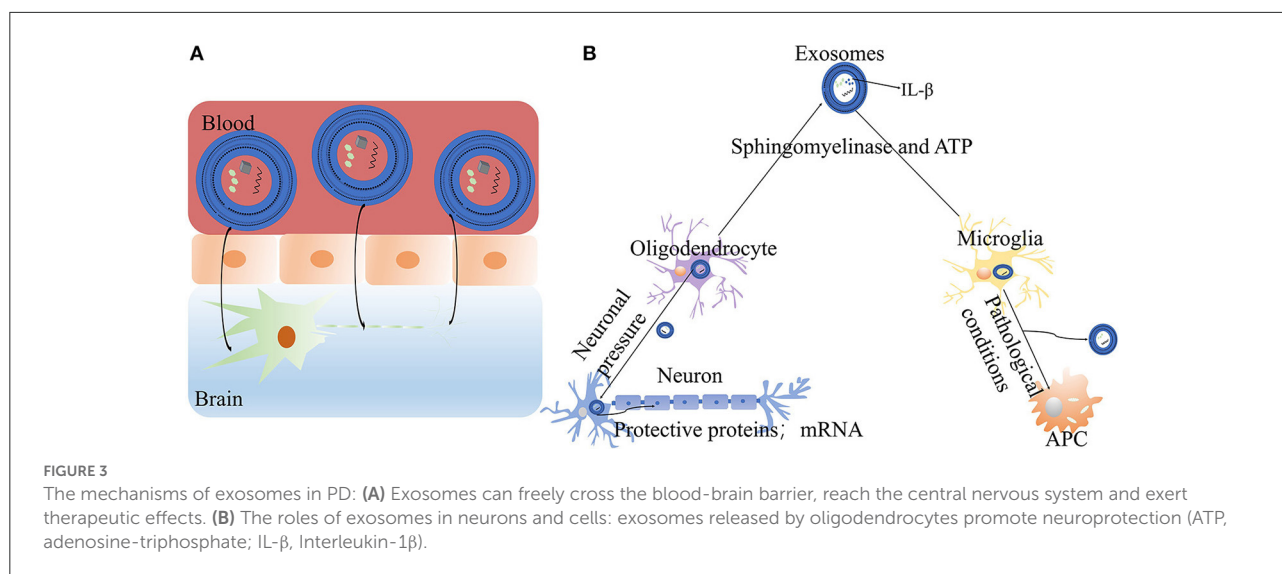 A
Blood
Brain
B
Exosomes
IL-β
Sphingomyelinase and ATP
Oligodendrocyte
Microglia
Neuronal
pressure
Pathological
conditions
Neuron
Protective proteins；mRNA
APC
FIGURE 3
The mechanisms of exosomes in PD: (A) Exosomes can freely cross the blood-brain barrier, reach the central nervous system and exert
therapeutic effects. (B) The roles of exosomes in neurons and cells: exosomes released by oligodendrocytes promote neuroprotection (ATP,
adenosine-triphosphate; IL-β, Interleukin-1β).